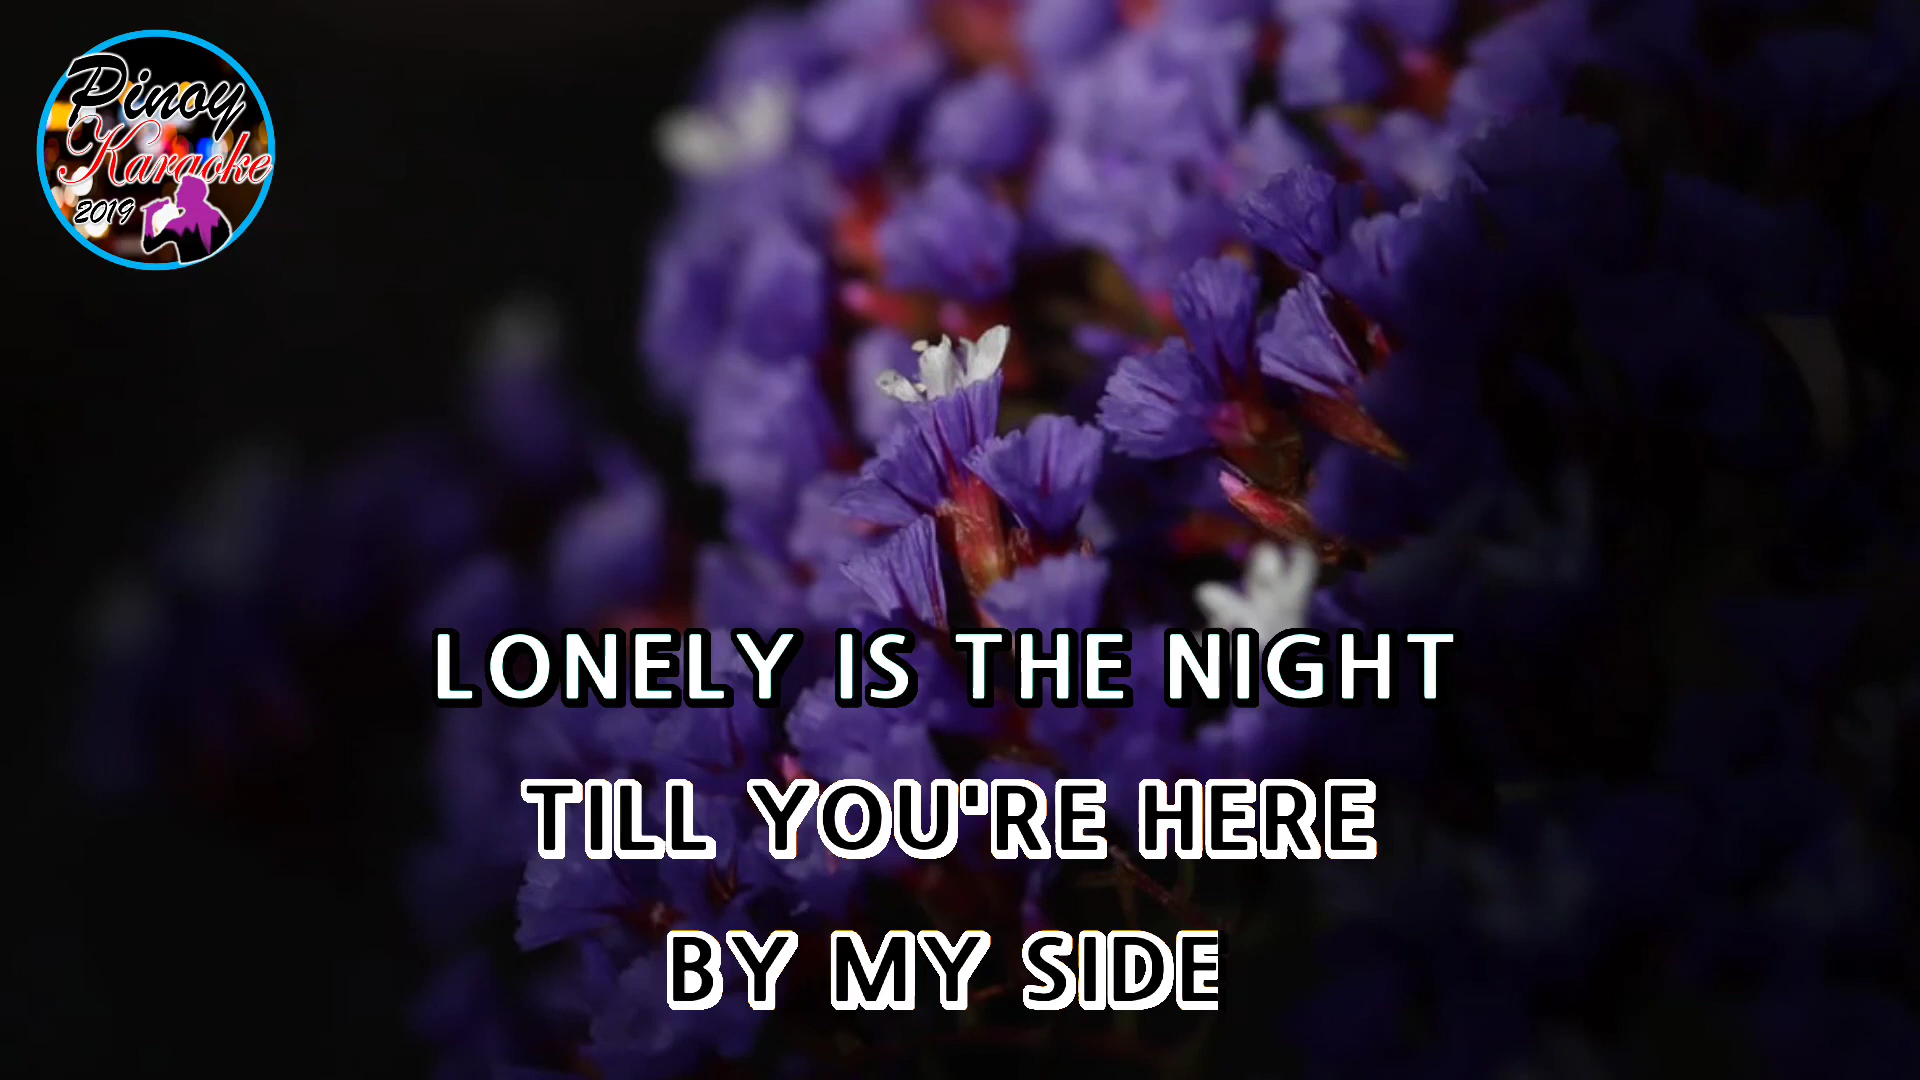 Pinoy
Karaoke
2019
LONELY IS THE NIGHT
TILL YOU'RE HERE
BY MY SIDE